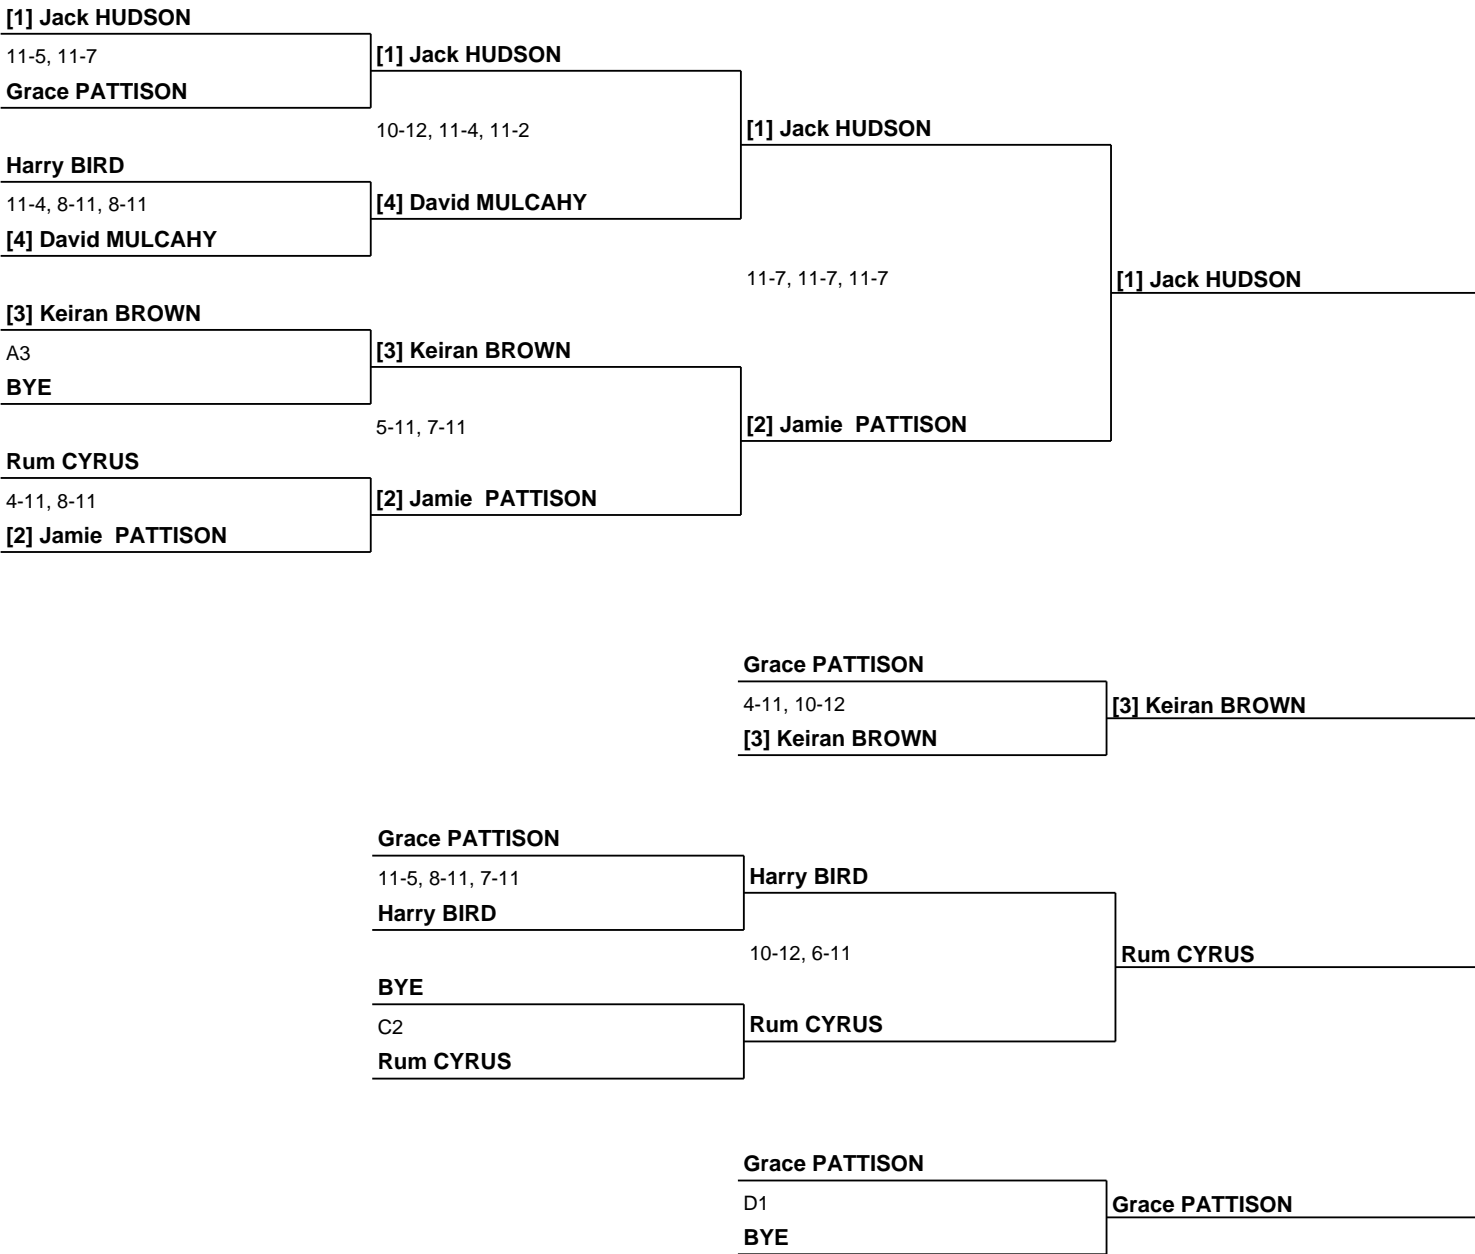 [1] Jack HUDSON
11-5, 11-7
[1] Jack HUDSON
Grace PATTISON
10-12, 11-4, 11-2
[1] Jack HUDSON
Harry BIRD
11-4, 8-11, 8-11
[4] David MULCAHY
[4] David MULCAHY
11-7, 11-7, 11-7
[1] Jack HUDSON
[3] Keiran BROWN
A3
[3] Keiran BROWN
BYE
5-11, 7-11
[2] Jamie  PATTISON
Rum CYRUS
4-11, 8-11
[2] Jamie  PATTISON
[2] Jamie  PATTISON
Grace PATTISON
4-11, 10-12
[3] Keiran BROWN
[3] Keiran BROWN
Grace PATTISON
11-5, 8-11, 7-11
Harry BIRD
Harry BIRD
10-12, 6-11
Rum CYRUS
BYE
C2
Rum CYRUS
Rum CYRUS
Grace PATTISON
D1
Grace PATTISON
BYE